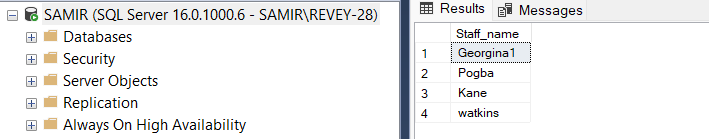 SAMIR (SQL Server 16.0.1000.6 - SAMIR\REVEY-28)
Databases
Security
Server Objects
Replication
Always On High Availability
Results Messages
Staff_name
1 Georgina1
2 Pogba
3 Kane
4 watkins